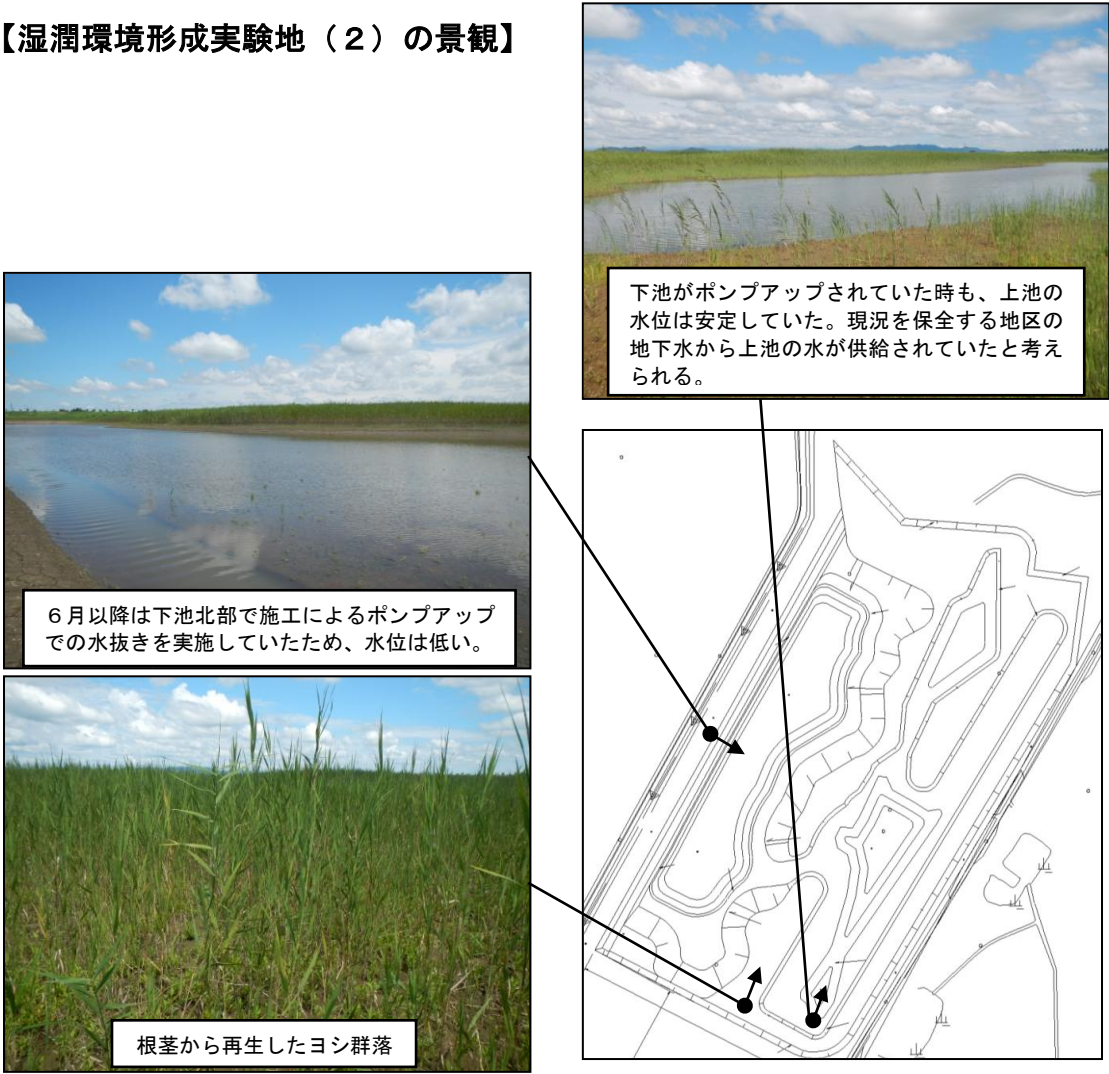 【湿潤環境形成実験地（２）の景観】
下池がポンプアップされていた時も、上池の
水位は安定していた。現況を保全する地区の
地下水から上池の水が供給されていたと考え
られる。
６月以降は下池北部で施工によるポンプアップ
での水抜きを実施していたため、水位は低い。
根茎から再生したヨシ群落